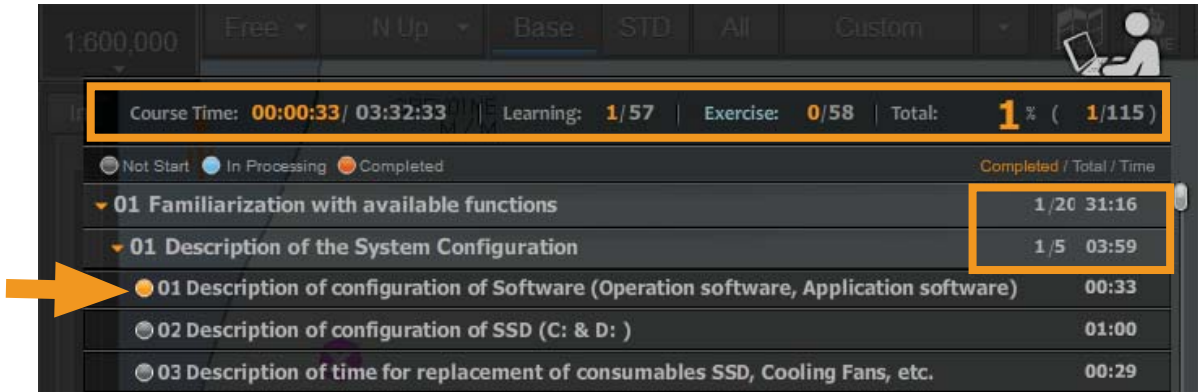 1:600,000 Free N Up Base STD All Custom
Course Time: 00:00:33/ 03:32:33 | Learning: 1/57 | Exercise: 0/58 | Total: 1 % ( 1/115 )
Not Start In Processing Completed Completed / Total / Time
01 Familiarization with available functions 1/20 31:16
01 Description of the System Configuration 1/5 03:59
01 Description of configuration of Software (Operation software, Application software) 00:33
02 Description of configuration of SSD (C: & D: ) 01:00
03 Description of time for replacement of consumables SSD, Cooling Fans, etc. 00:29